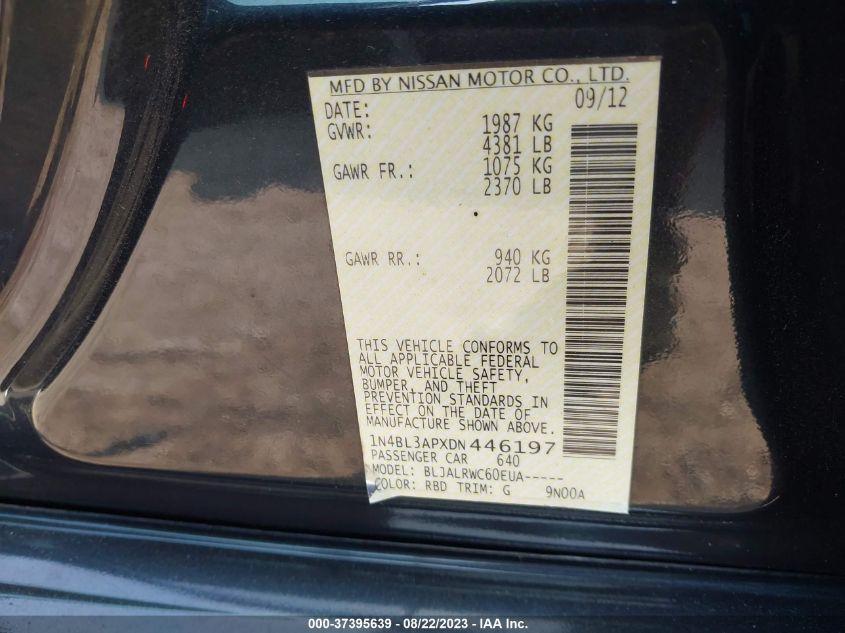 MFD BY NISSAN MOTOR CO., LTD.
DATE: 09/12
GVWR: 1987 KG
4381 LB
GAWR FR.: 1075 KG
2370 LB
GAWR RR.: 940 KG
2072 LB
THIS VEHICLE CONFORMS TO
ALL APPLICABLE FEDERAL
MOTOR VEHICLE SAFETY,
BUMPER, AND THEFT
PREVENTION STANDARDS IN
EFFECT ON THE DATE OF
MANUFACTURE SHOWN ABOVE.
1N4BL3APXDN446197
PASSENGER CAR 640
MODEL: BLJALRWC60EUA-----
COLOR: RBD TRIM: G 9N00A
000-37395639 - 08/22/2023 - IAA Inc.